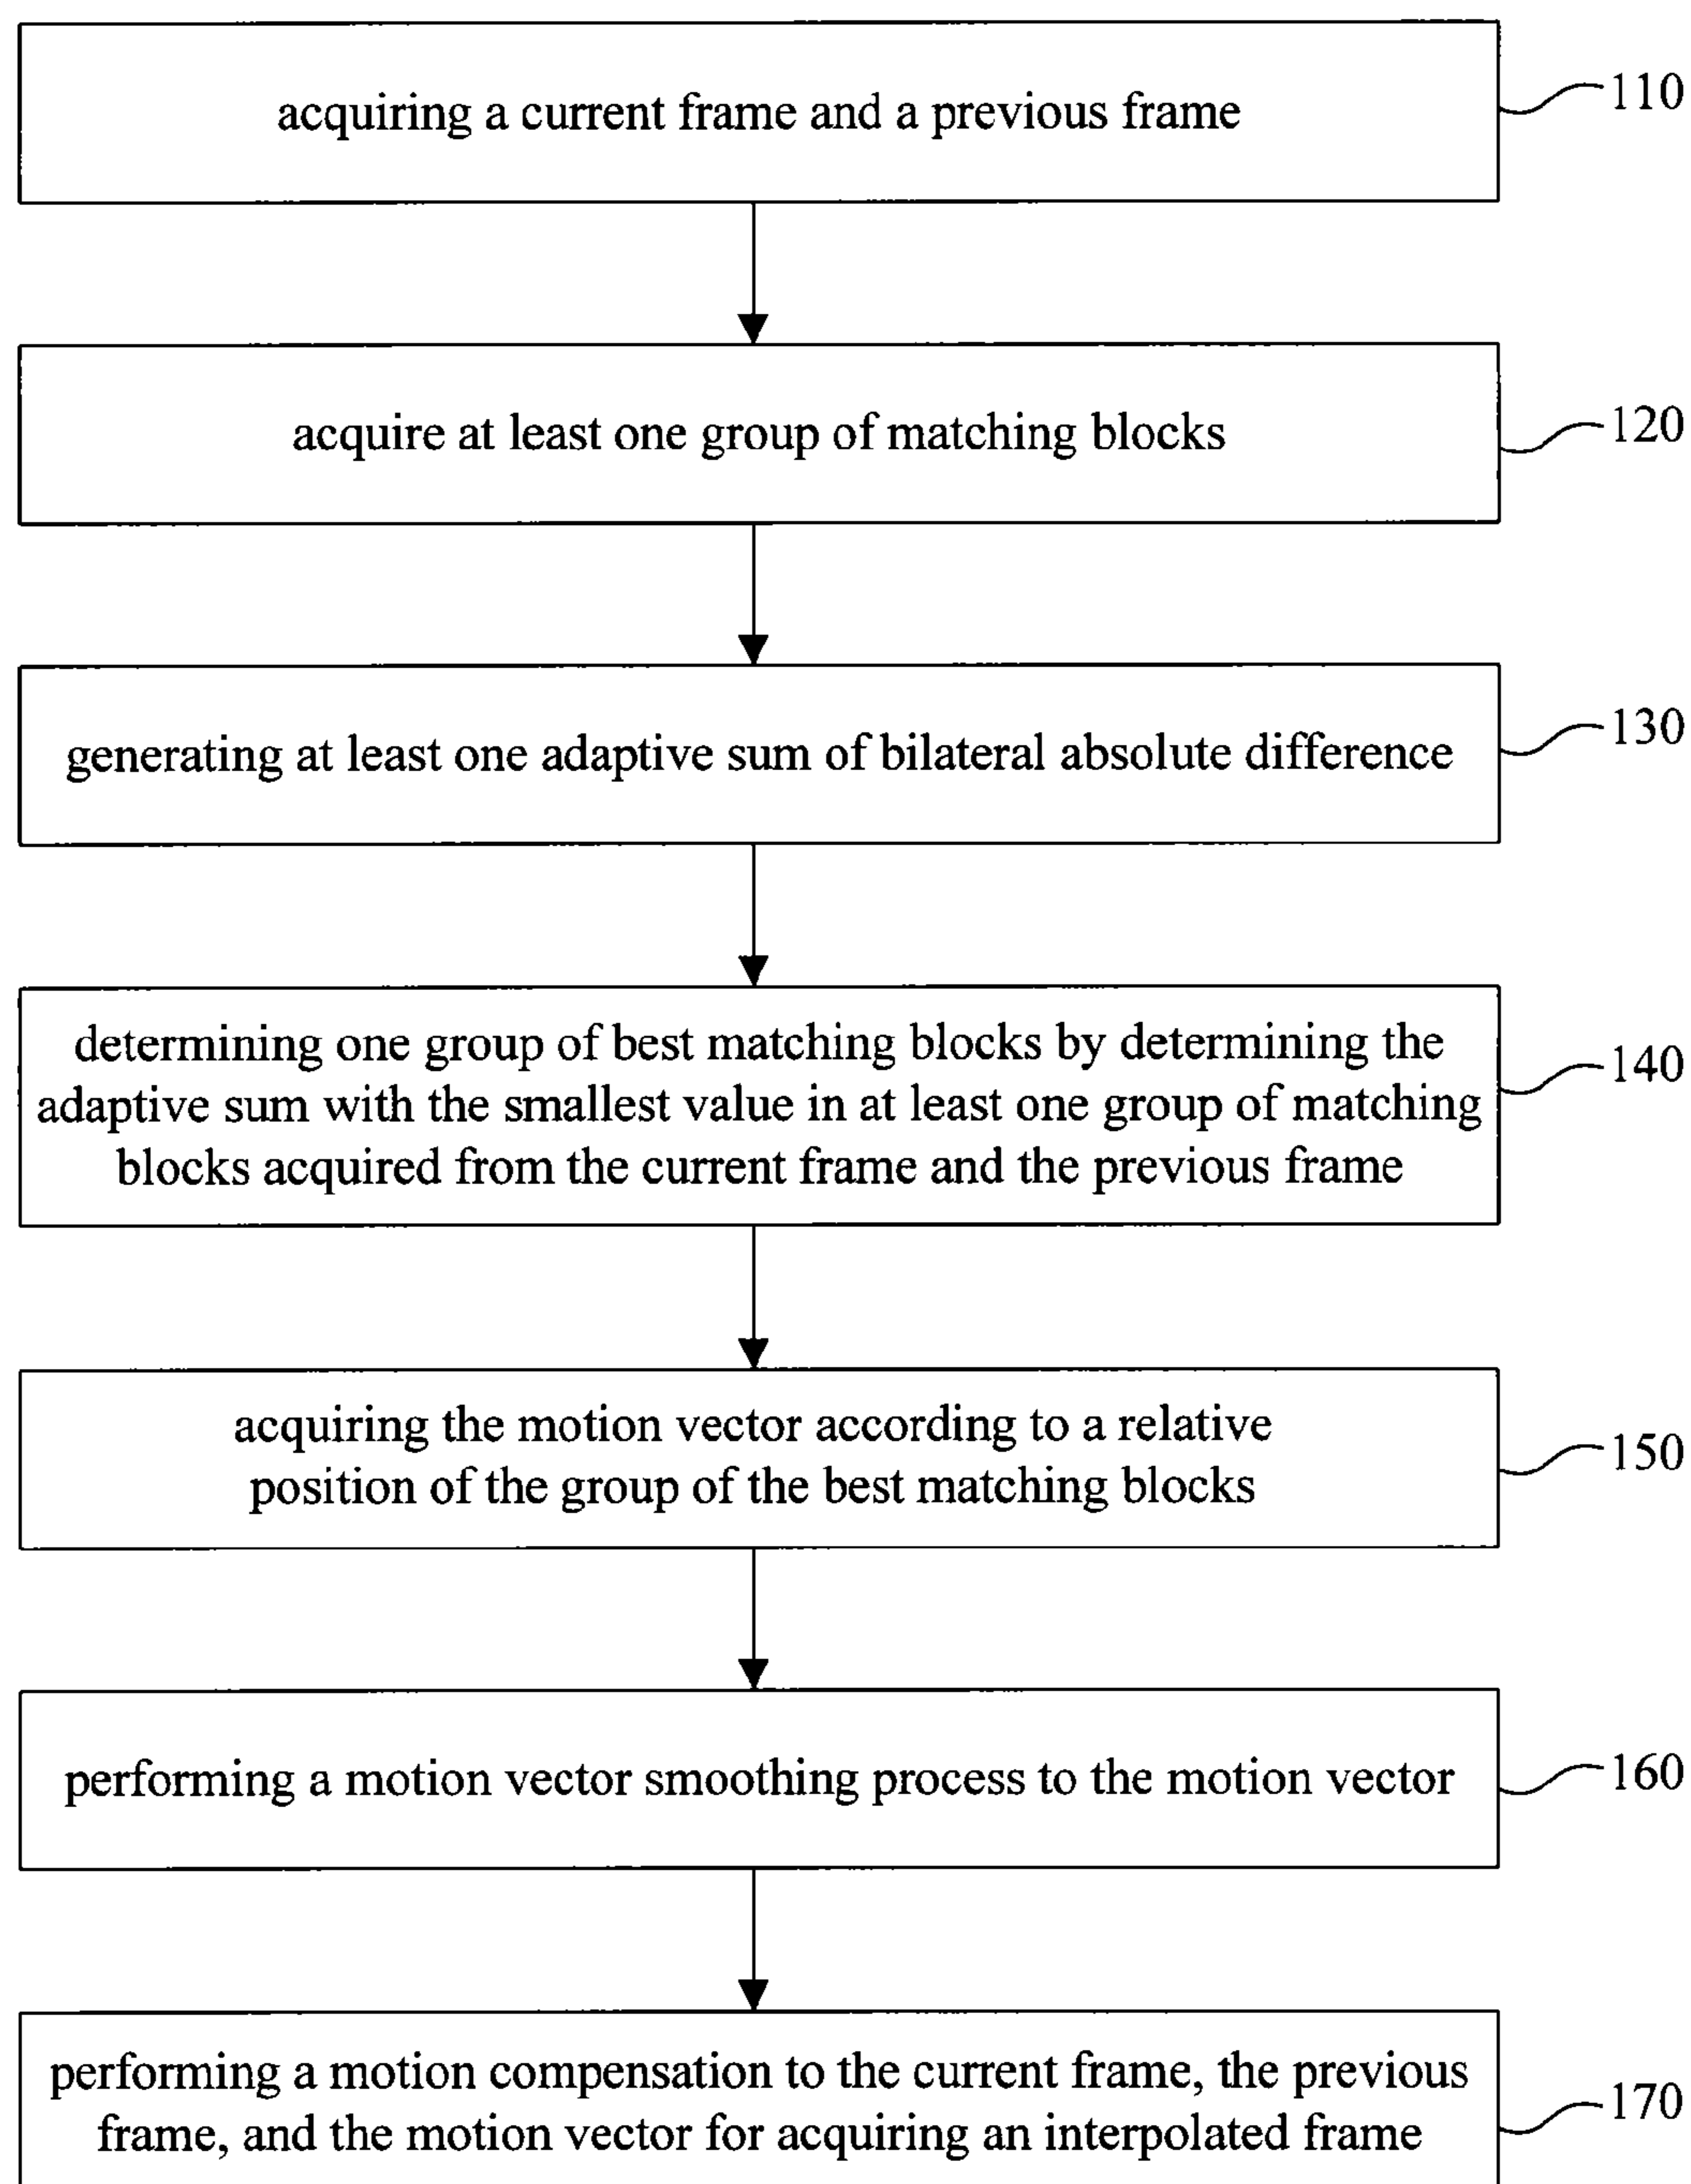 acquiring a current frame and a previous frame
110
acquire at least one group of matching blocks
120
generating at least one adaptive sum of bilateral absolute difference
130
determining one group of best matching blocks by determining the
adaptive sum with the smallest value in at least one group of matching
blocks acquired from the current frame and the previous frame
140
acquiring the motion vector according to a relative
position of the group of the best matching blocks
150
performing a motion vector smoothing process to the motion vector
160
performing a motion compensation to the current frame, the previous
frame, and the motion vector for acquiring an interpolated frame
170